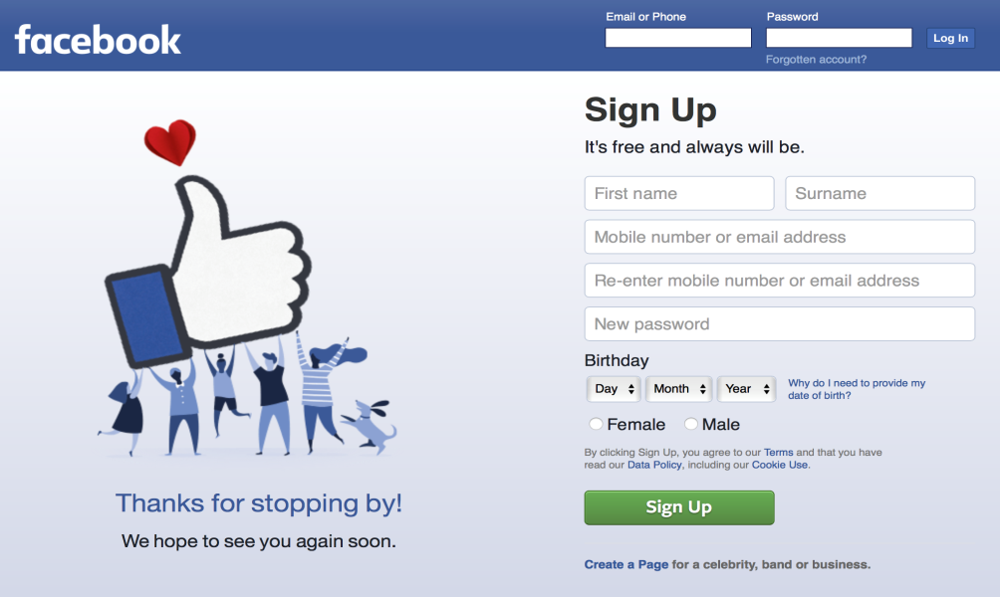 facebook
Email or Phone
Password
Log In
Forgotten account?
Sign Up
It's free and always will be.
First name
Surname
Mobile number or email address
Re-enter mobile number or email address
New password
Birthday
Day
Month
Year
Why do I need to provide my
date of birth?
Female
Male
By clicking Sign Up, you agree to our Terms and that you have
read our Data Policy, including our Cookie Use.
Sign Up
Create a Page for a celebrity, band or business.
Thanks for stopping by!
We hope to see you again soon.